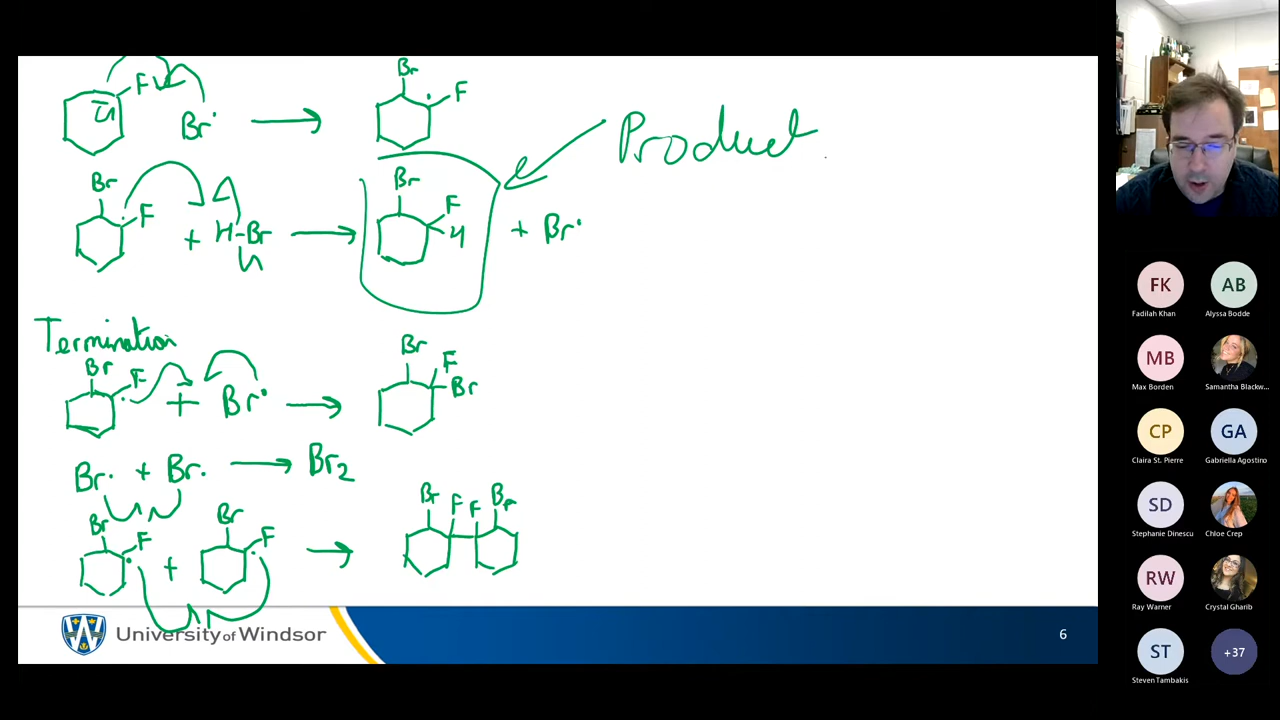 F
Br·
Br
F
Product
Br
F
+ H-Br
Br
F
H
+ Br·
Termination
Br
F
+ Br·
Br
F
Br
Br· + Br· → Br2
Br
F
+
Br
F
Br F F Br
University of Windsor
6
FK
Fadilah Khan
AB
Alyssa Bodde
MB
Max Borden
Samantha Blackw...
CP
Claira St. Pierre
GA
Gabriella Agostino
SD
Stephanie Dinescu
Chloe Crep
RW
Ray Warner
Crystal Gharib
ST
Steven Tambakis
+37